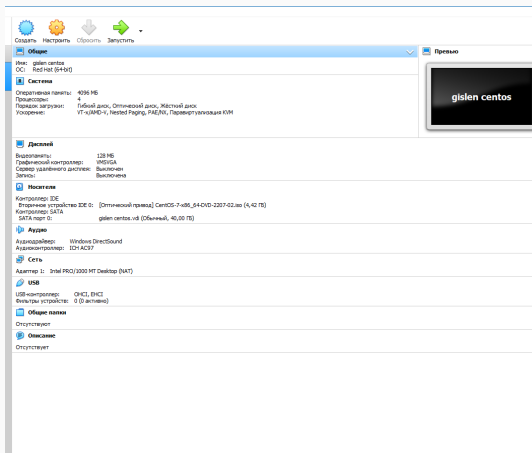 Создать Настроить Сбросить Запустить
Общие
Превью
Имя: gislen centos
ОС: Red Hat (64-bit)
gislen centos
Система
Оперативная память: 4096 МБ
Процессоры: 4
Порядок загрузки: Гибкий диск, Оптический диск, Жёсткий диск
Ускорение: VT-x/AMD-V, Nested Paging, PAE/NX, Паравиртуализация KVM
Дисплей
Видеопамять: 128 МБ
Графический контроллер: VMSVGA
Сервер удалённого дисплея: Выключен
Запись: Выключена
Носители
Контроллер: IDE
Вторичное устройство IDE 0: [Оптический привод] CentOS-7-x86_64-DVD-2207-02.iso (4,42 ГБ)
Контроллер: SATA
SATA порт 0: gislen centos.vdi (Обычный, 40,00 ГБ)
Аудио
Аудиодрайвер: Windows DirectSound
Аудиоконтроллер: ICH AC97
Сеть
Адаптер 1: Intel PRO/1000 MT Desktop (NAT)
USB
USB-контроллер: OHCI, EHCI
Фильтры устройств: 0 (0 активно)
Общие папки
Отсутствуют
Описание
Отсутствует